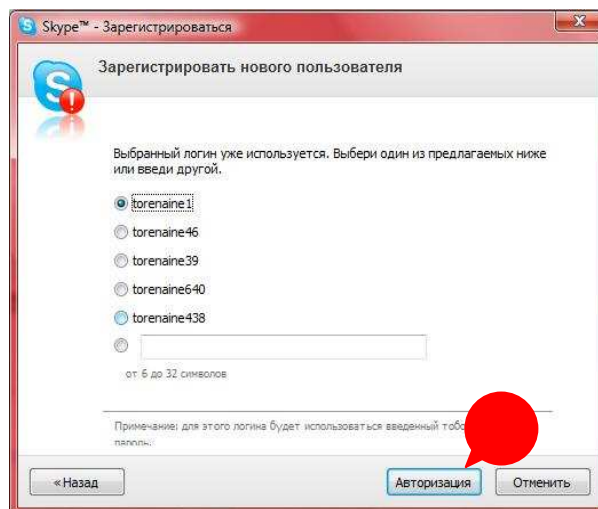 Skype™ - Зарегистрироваться
Зарегистрировать нового пользователя
Выбранный логин уже используется. Выбери один из предлагаемых ниже
или введи другой.
torenaine1
torenaine46
torenaine39
torenaine640
torenaine438
от 6 до 32 символов
Примечание: для этого логина будет использоваться введенный
пароль.
«Назад
Авторизация
Отменить